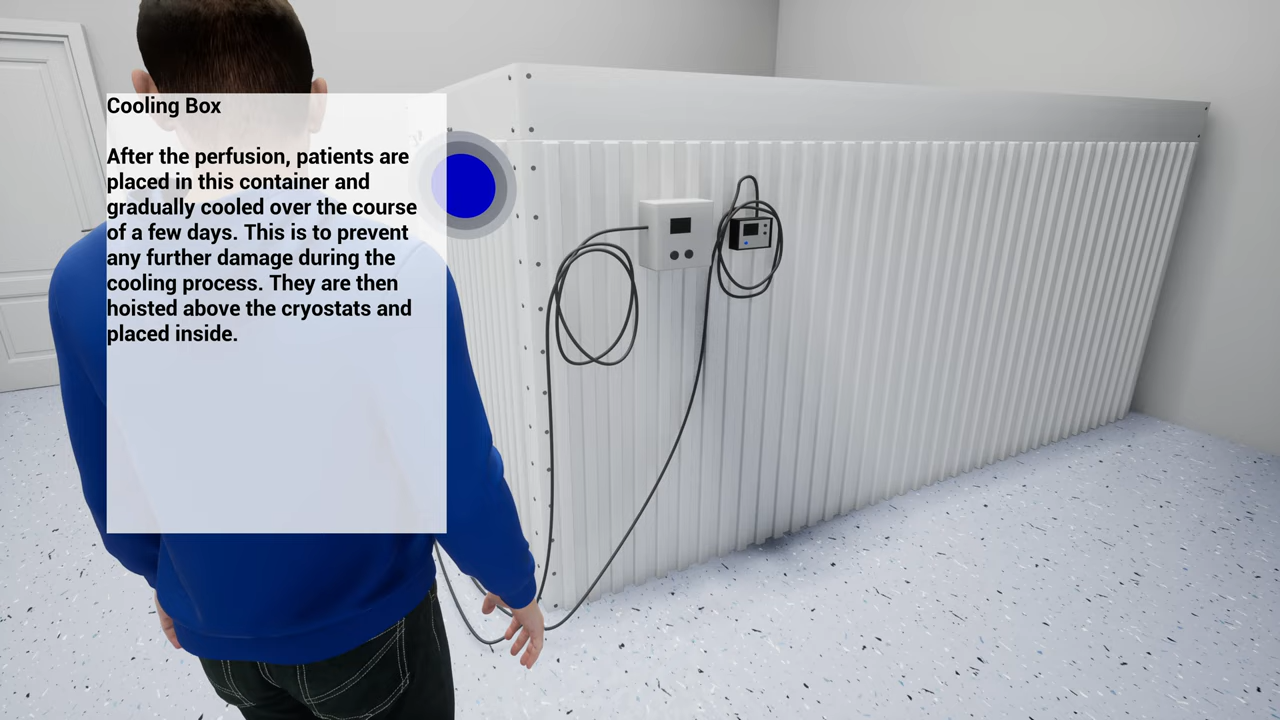 Cooling Box
After the perfusion, patients are
placed in this container and
gradually cooled over the course
of a few days. This is to prevent
any further damage during the
cooling process. They are then
hoisted above the cryostats and
placed inside.